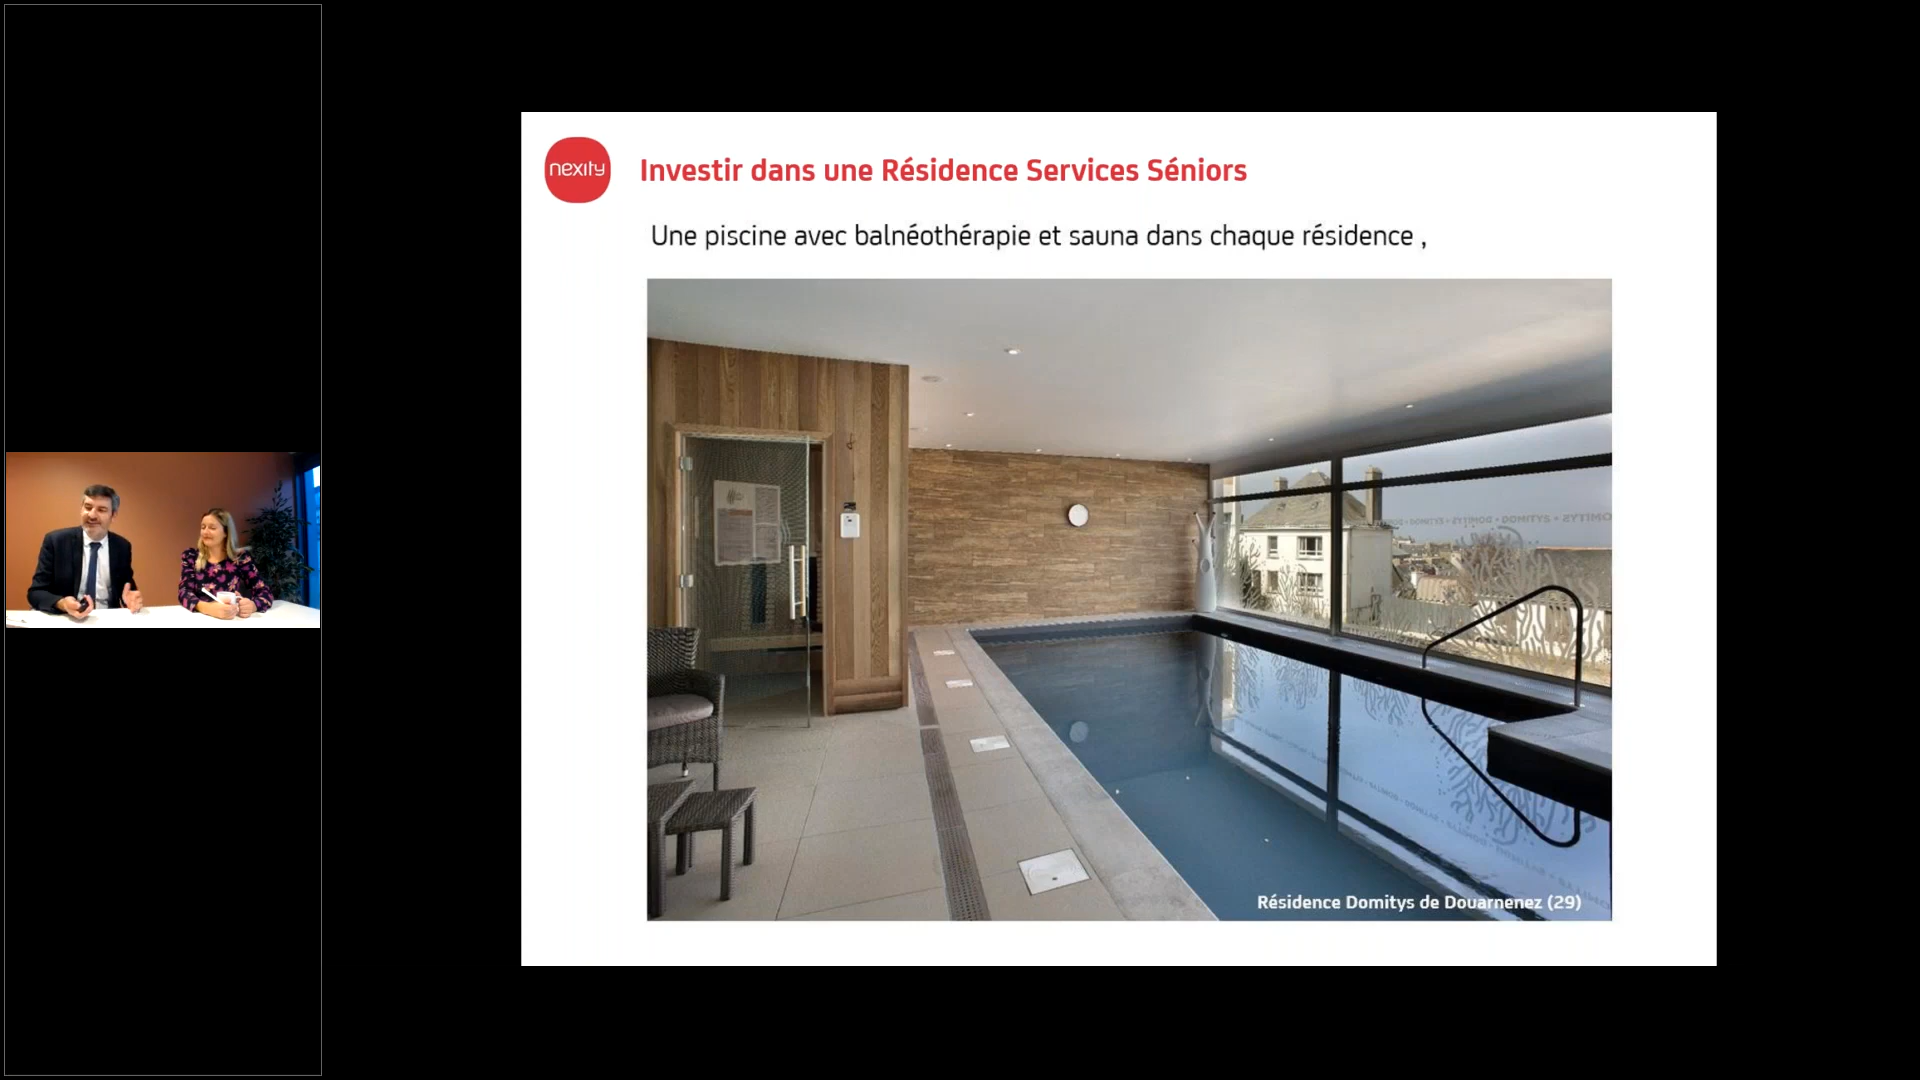 nexity
Investir dans une Résidence Services Séniors
Une piscine avec balnéothérapie et sauna dans chaque résidence ,
Résidence Domitys de Douarnenez (29)